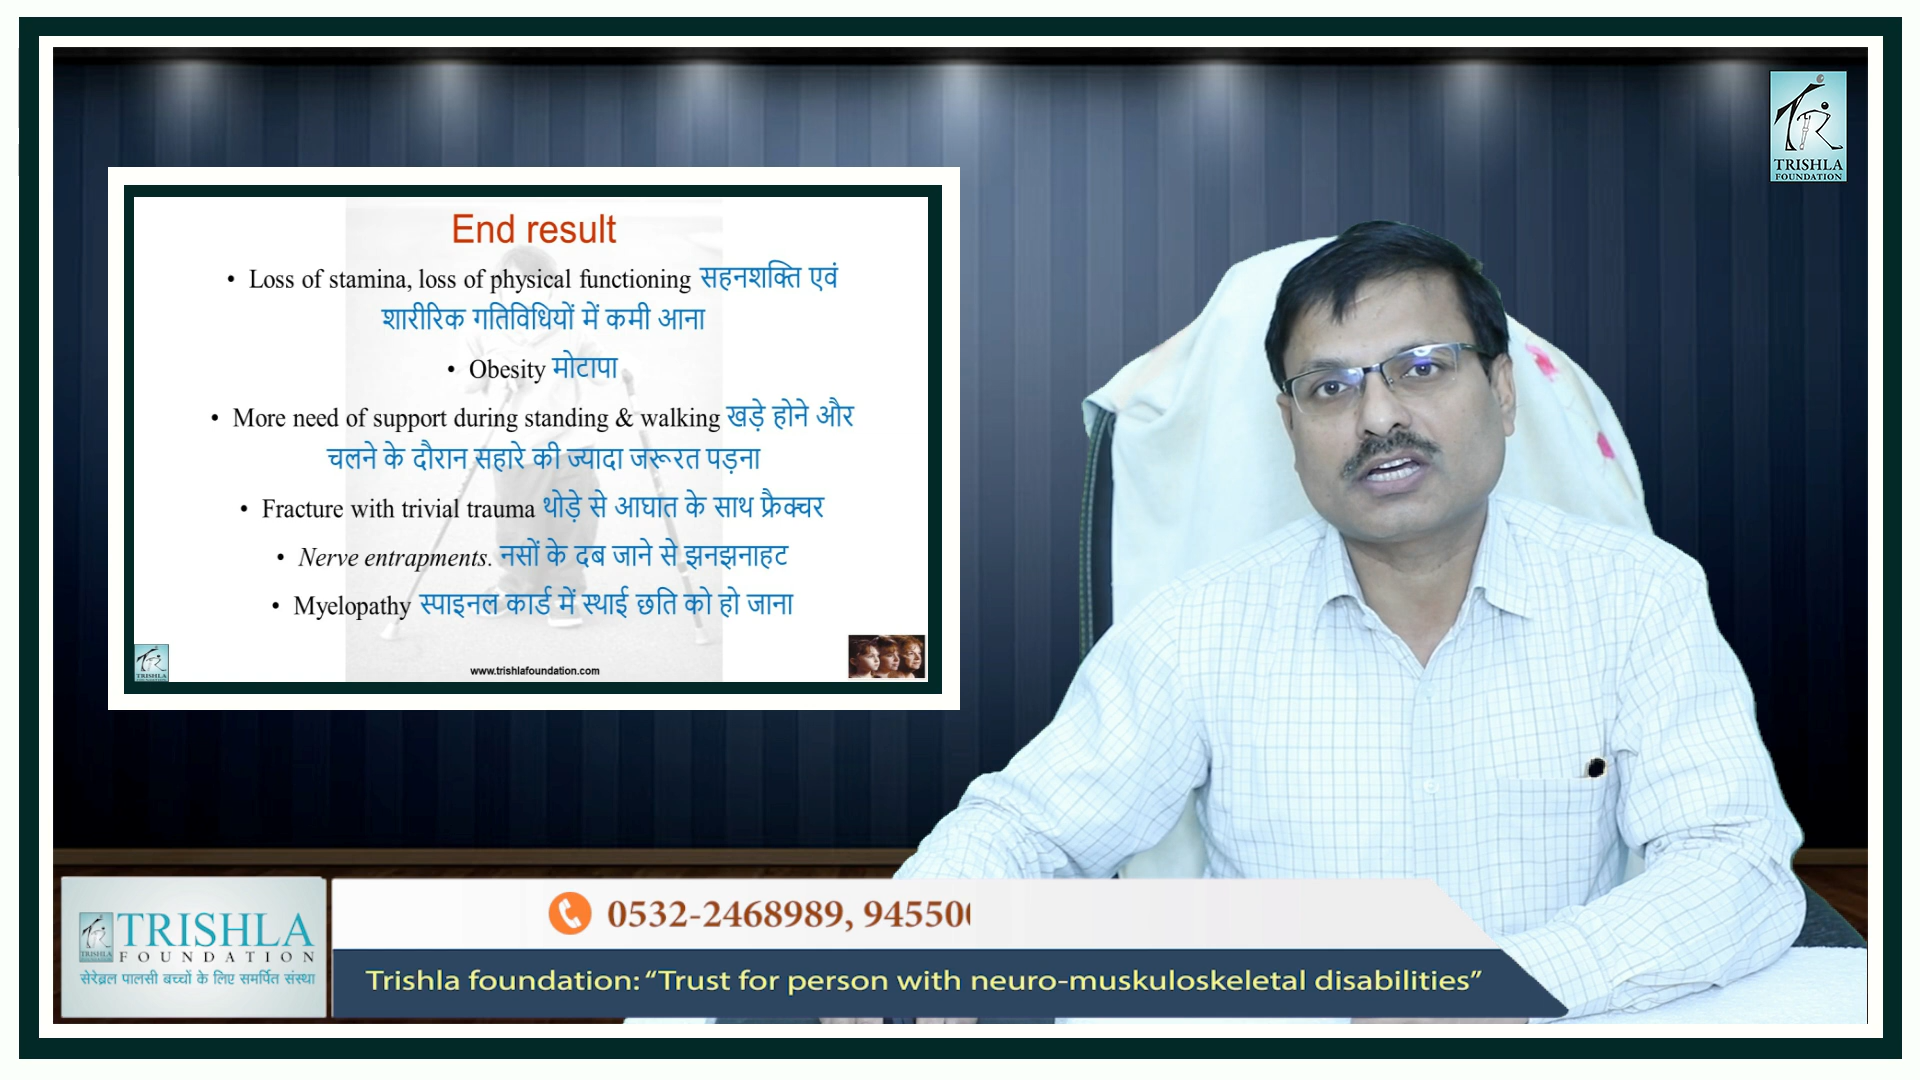 TRISHLA
FOUNDATION
End result
• Loss of stamina, loss of physical functioning सहनशक्ति एवं
शारीरिक गतिविधियों में कमी आना
• Obesity मोटापा
• More need of support during standing & walking खड़े होने और
चलने के दौरान सहारे की ज्यादा जरूरत पड़ना
• Fracture with trivial trauma थोड़े से आघात के साथ फ्रैक्चर
• Nerve entrapments. नसों के दब जाने से झनझनाहट
• Myelopathy स्पाइनल कार्ड में स्थाई छति को हो जाना
TRISHLA
www.trishlafoundation.com
TRISHLA
TRISHLA
FOUNDATION
सेरेब्रल पालसी बच्चों के लिए समर्पित संस्था
0532-2468989, 94550
Trishla foundation: “Trust for person with neuro-muskuloskeletal disabilities”